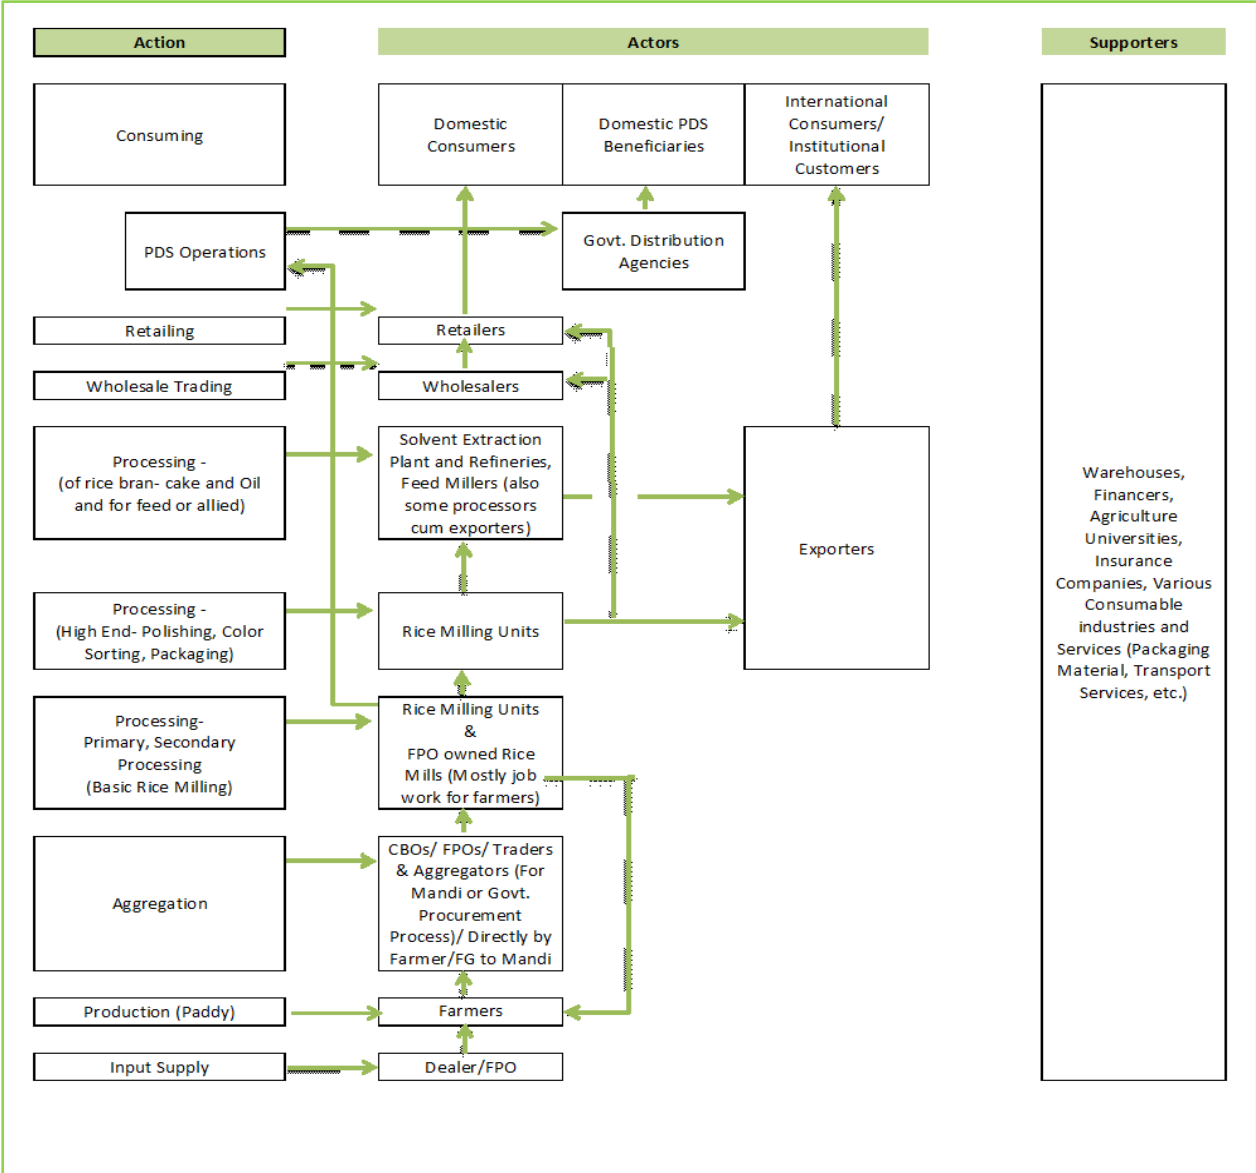 Action
Actors
Supporters
Consuming
Domestic
Consumers
Domestic PDS
Beneficiaries
International
Consumers/
Institutional
Customers
PDS Operations
Govt. Distribution
Agencies
Retailing
Retailers
Wholesale Trading
Wholesalers
Processing -
(of rice bran- cake and Oil
and for feed or allied)
Solvent Extraction
Plant and Refineries,
Feed Millers (also
some processors
cum exporters)
Exporters
Processing -
(High End- Polishing, Color
Sorting, Packaging)
Rice Milling Units
Processing-
Primary, Secondary
Processing
(Basic Rice Milling)
Rice Milling Units
&
FPO owned Rice
Mills (Mostly job
work for farmers)
Aggregation
CBOs/ FPOs/ Traders
& Aggregators (For
Mandi or Govt.
Procurement
Process)/ Directly by
Farmer/FG to Mandi
Production (Paddy)
Farmers
Input Supply
Dealer/FPO
Warehouses,
Financers,
Agriculture
Universities,
Insurance
Companies, Various
Consumable
industries and
Services (Packaging
Material, Transport
Services, etc.)